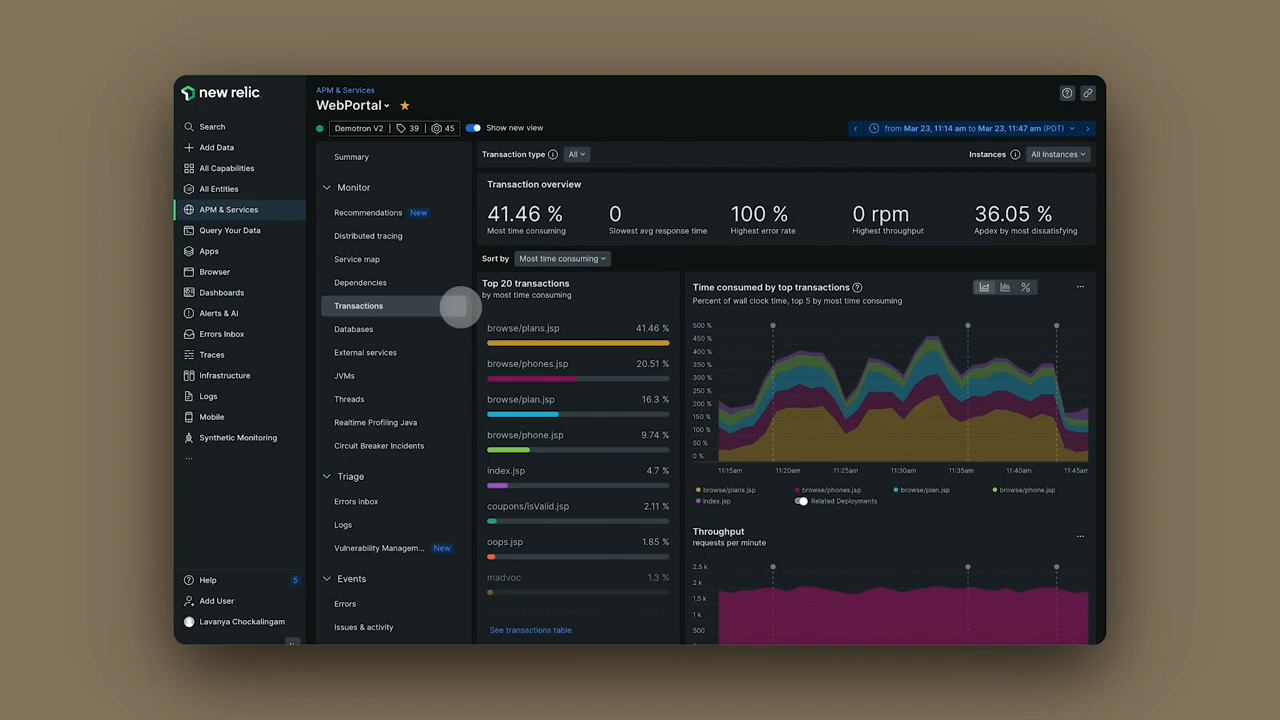 new relic.
Search
Add Data
All Capabilities
All Entities
APM & Services
Query Your Data
Apps
Browser
Dashboards
Alerts & AI
Errors Inbox
Traces
Infrastructure
Logs
Mobile
Synthetic Monitoring
...
Help 5
Add User
Lavanya Chockalingam
APM & Services
WebPortal
Demotron V2 39 45 Show new view
from Mar 23, 11:14 am to Mar 23, 11:47 am (PDT)
Summary
Monitor
Recommendations New
Distributed tracing
Service map
Dependencies
Transactions
Databases
External services
JVMs
Threads
Realtime Profiling Java
Circuit Breaker Incidents
Triage
Errors inbox
Logs
Vulnerability Managem... New
Events
Errors
Issues & activity
Transaction type All
Instances All Instances
Transaction overview
41.46 % 0 100 % 0 rpm 36.05 %
Most time consuming Slowest avg response time Highest error rate Highest throughput Apdex by most dissatisfying
Sort by Most time consuming
Top 20 transactions
by most time consuming
browse/plans.jsp 41.46 %
browse/phones.jsp 20.51 %
browse/plan.jsp 16.3 %
browse/phone.jsp 9.74 %
index.jsp 4.7 %
coupons/isValid.jsp 2.11 %
oops.jsp 1.85 %
madvoc 1.3 %
See transactions table
Time consumed by top transactions
Percent of wall clock time, top 5 by most time consuming
500 %
450 %
400 %
350 %
300 %
250 %
200 %
150 %
100 %
50 %
0 %
11:15am 11:20am 11:25am 11:30am 11:35am 11:40am 11:45am
browse/plans.jsp browse/phones.jsp browse/plan.jsp browse/phone.jsp
index.jsp Related Deployments
Throughput
requests per minute
2.5 k
2 k
1.5 k
1 k
500